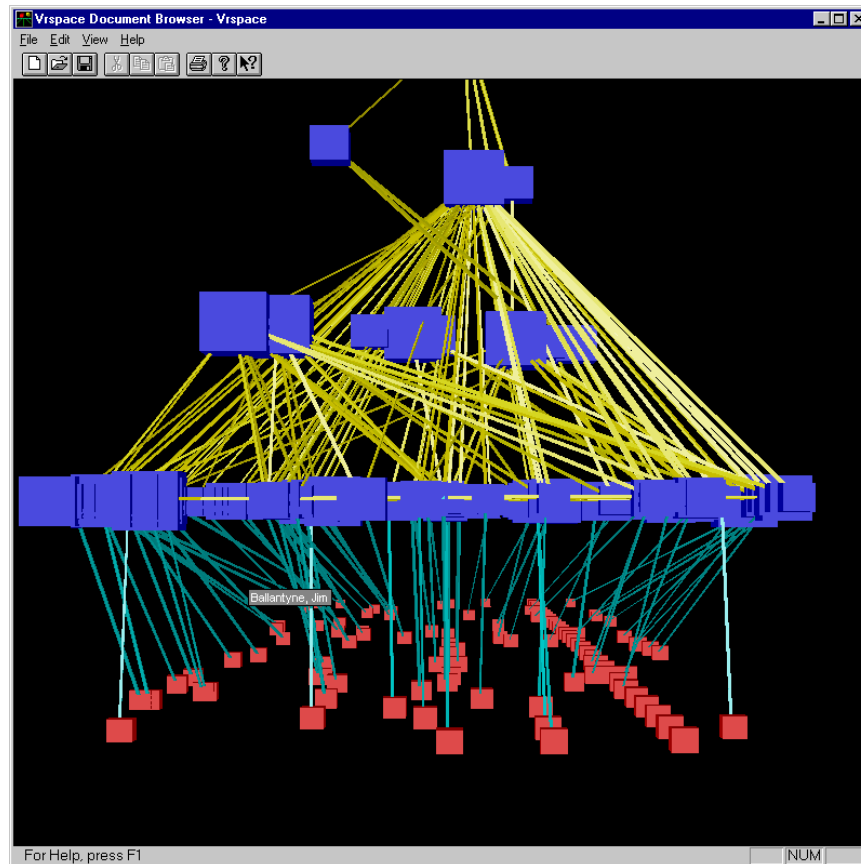 Vrspace Document Browser - Vrspace
File Edit View Help
Ballantyne, Jim
For Help, press F1
NUM